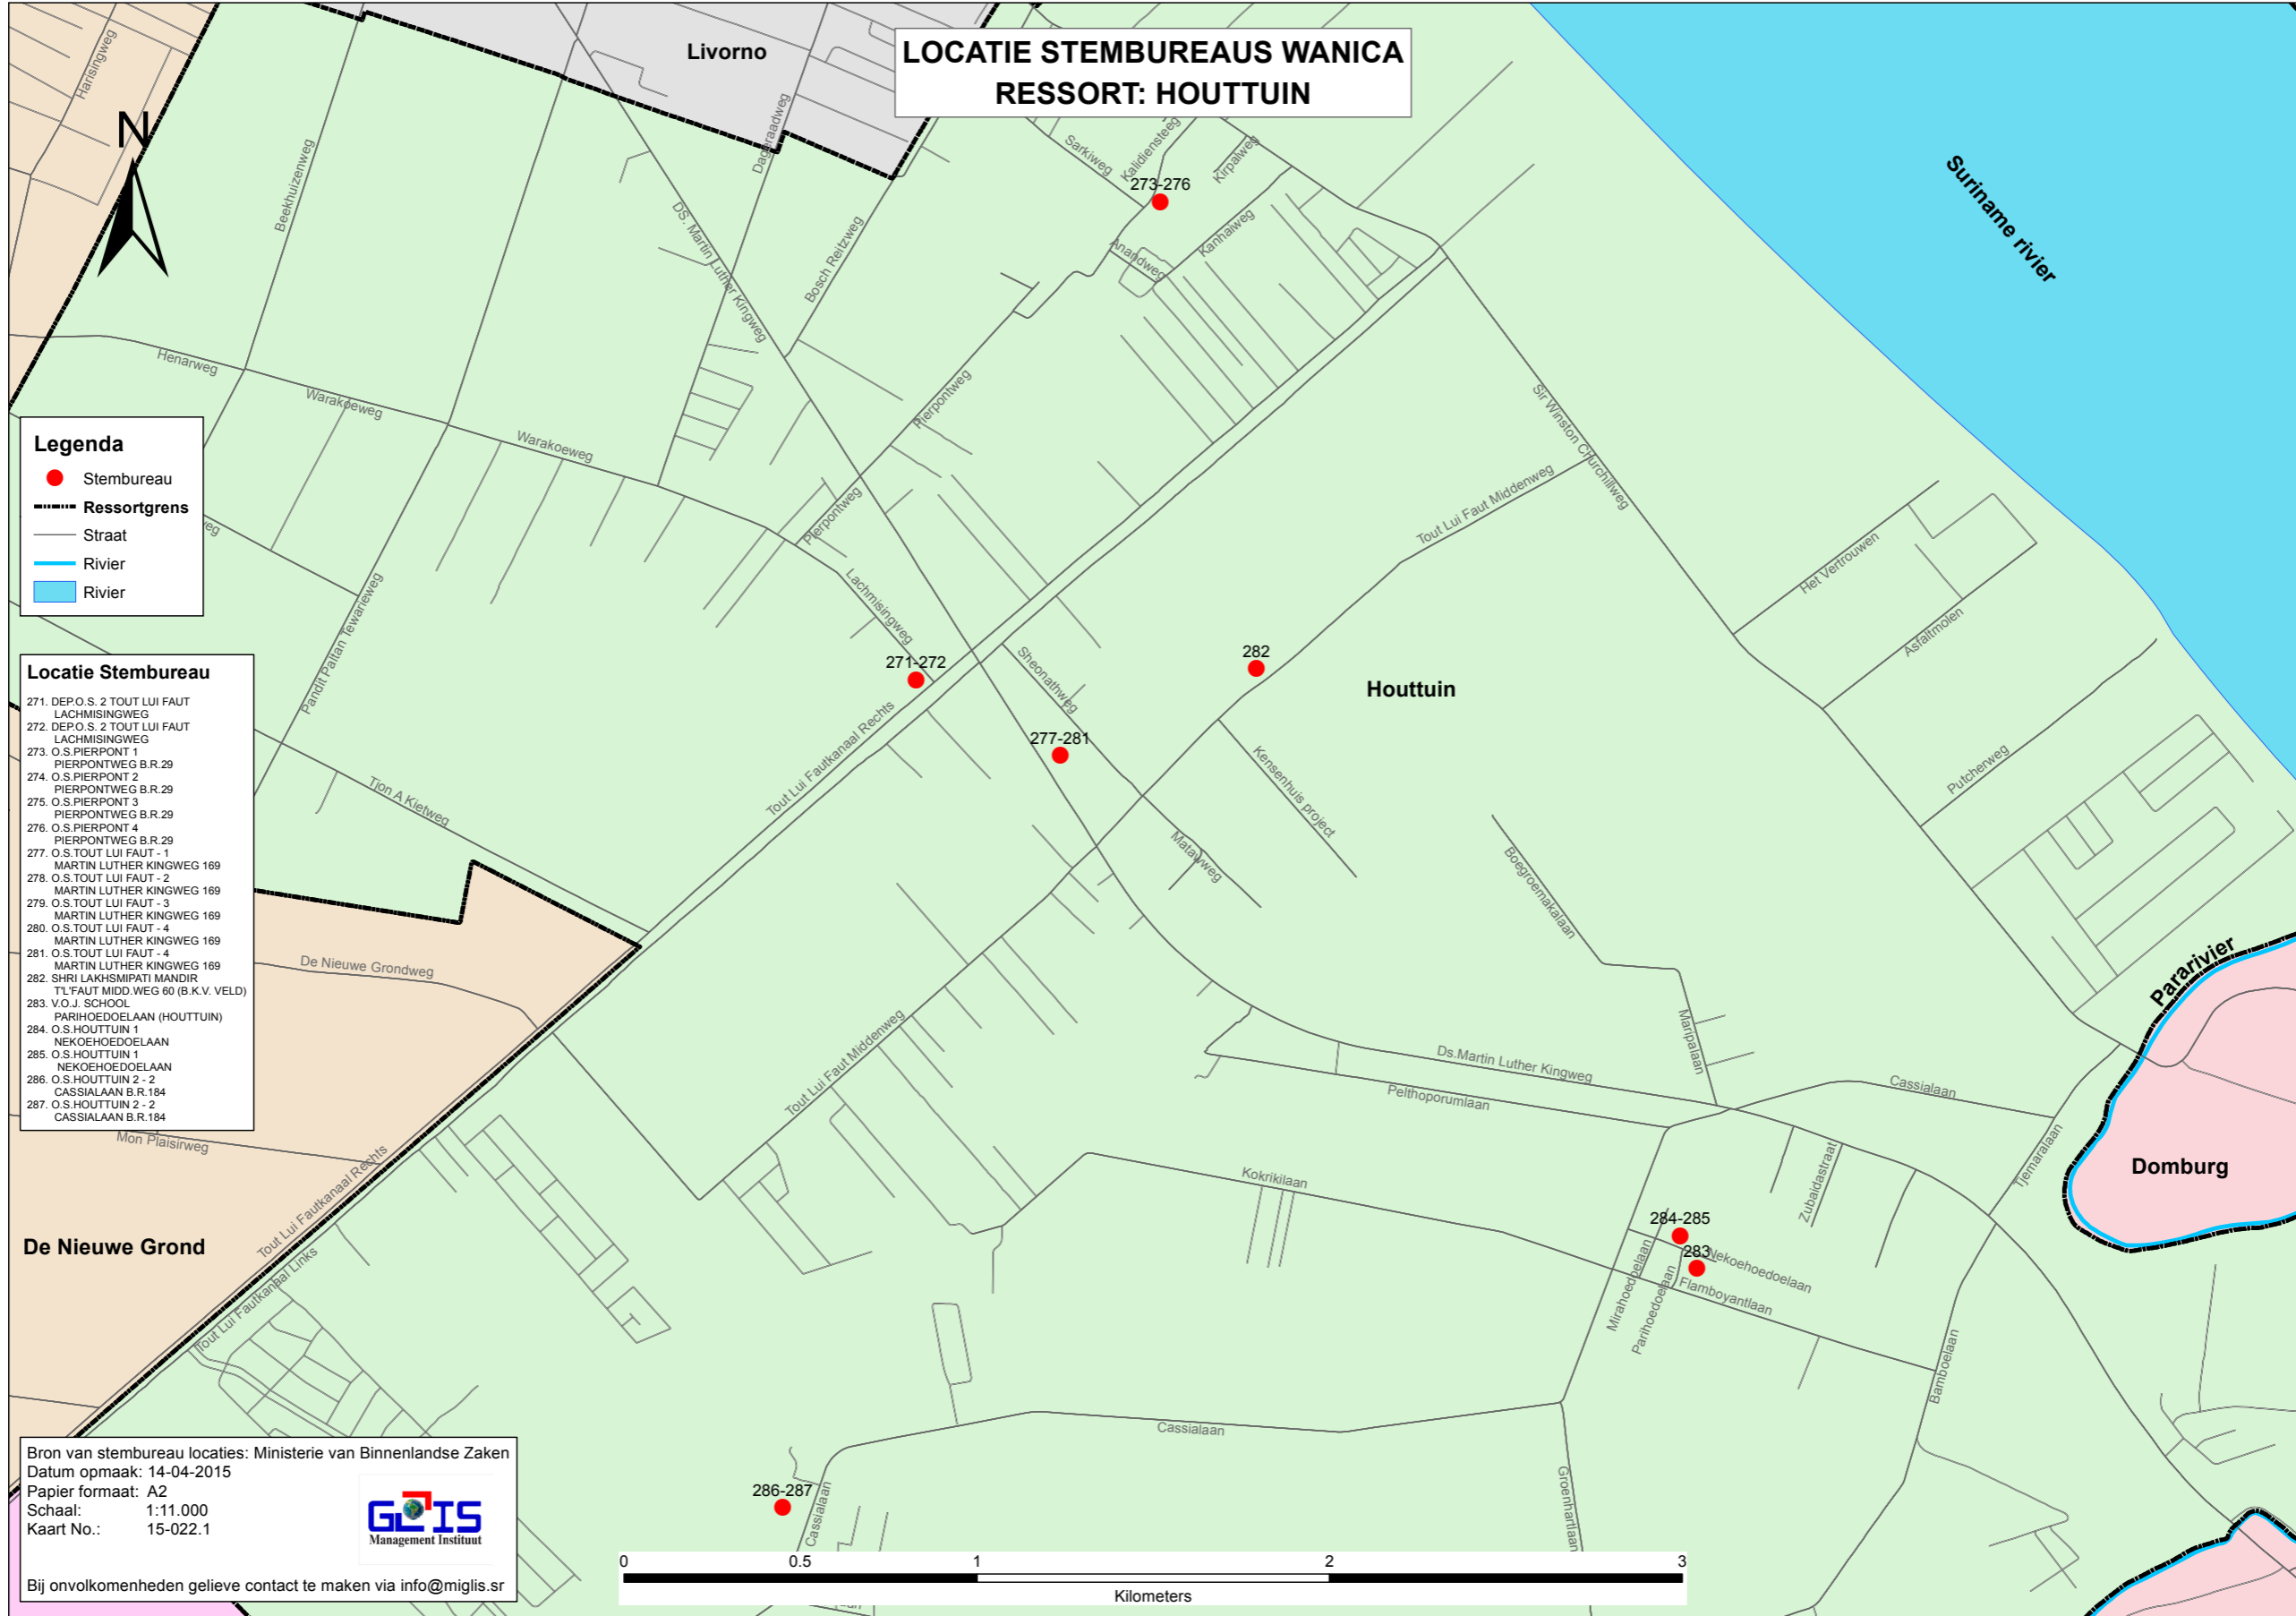 LOCATIE STEMBUREAUS WANICA
RESSORT: HOUTTUIN
Livorno
N
Harisingweg
Beekhuizenweg
Dageraadweg
DS. Martin Luther Kingweg
Bosch Reitzweg
Sarkiweg
Kalidiensteeg
Kirpalweg
273-276
Anandweg
Kanhaiweg
Suriname rivier
Henarweg
Warakoeweg
Warakoeweg
Pierpontweg
Pierpontweg
Sir Winston Churchillweg
Tout Lui Faut Middenweg
Het Vertrouwen
Asfaltmolen
Putcherweg
Legenda
Stembureau
Ressortgrens
Straat
Rivier
Rivier
eg
Pandit Paltan Tewarieweg
Lachmisingweg
271-272
Sheonathweg
282
Houttuin
277-281
Tout Lui Fautkanaal Rechts
Kensenhuis project
Matawweg
Boegroemakalaan
Tjon A Kietweg
Locatie Stembureau
271. DEP.O.S. 2 TOUT LUI FAUT
LACHMISINGWEG
272. DEP.O.S. 2 TOUT LUI FAUT
LACHMISINGWEG
273. O.S.PIERPONT 1
PIERPONTWEG B.R.29
274. O.S.PIERPONT 2
PIERPONTWEG B.R.29
275. O.S.PIERPONT 3
PIERPONTWEG B.R.29
276. O.S.PIERPONT 4
PIERPONTWEG B.R.29
277. O.S.TOUT LUI FAUT - 1
MARTIN LUTHER KINGWEG 169
278. O.S.TOUT LUI FAUT - 2
MARTIN LUTHER KINGWEG 169
279. O.S.TOUT LUI FAUT - 3
MARTIN LUTHER KINGWEG 169
280. O.S.TOUT LUI FAUT - 4
MARTIN LUTHER KINGWEG 169
281. O.S.TOUT LUI FAUT - 4
MARTIN LUTHER KINGWEG 169
282. SHRI LAKHSMIPATI MANDIR
T'L'FAUT MIDD.WEG 60 (B.K.V. VELD)
283. V.O.J. SCHOOL
PARIHOEDOELAAN (HOUTTUIN)
284. O.S.HOUTTUIN 1
NEKOEHOEDOELAAN
285. O.S.HOUTTUIN 1
NEKOEHOEDOELAAN
286. O.S.HOUTTUIN 2 - 2
CASSIALAAN B.R.184
287. O.S.HOUTTUIN 2 - 2
CASSIALAAN B.R.184
De Nieuwe Grondweg
Mon Plaisirweg
De Nieuwe Grond
Tout Lui Fautkanaal Rechts
Tout Lui Fautkanaal Links
Tout Lui Faut Middenweg
Pararivier
Domburg
Maripalaan
Ds.Martin Luther Kingweg
Pelthoporumlaan
Cassialaan
Tjemaralaan
Zubaidastraat
Kokrikilaan
284-285
283
Nekoehoedoelaan
Flamboyantlaan
Mirahoedoelaan
Parihoedoelaan
Bamboelaan
Cassialaan
Groenhartlaan
286-287
Cassialaan
Bron van stembureau locaties: Ministerie van Binnenlandse Zaken
Datum opmaak: 14-04-2015
Papier formaat: A2
Schaal: 1:11.000
Kaart No.: 15-022.1
GLIS
Management Instituut
Bij onvolkomenheden gelieve contact te maken via info@miglis.sr
0 0.5 1 2 3
Kilometers